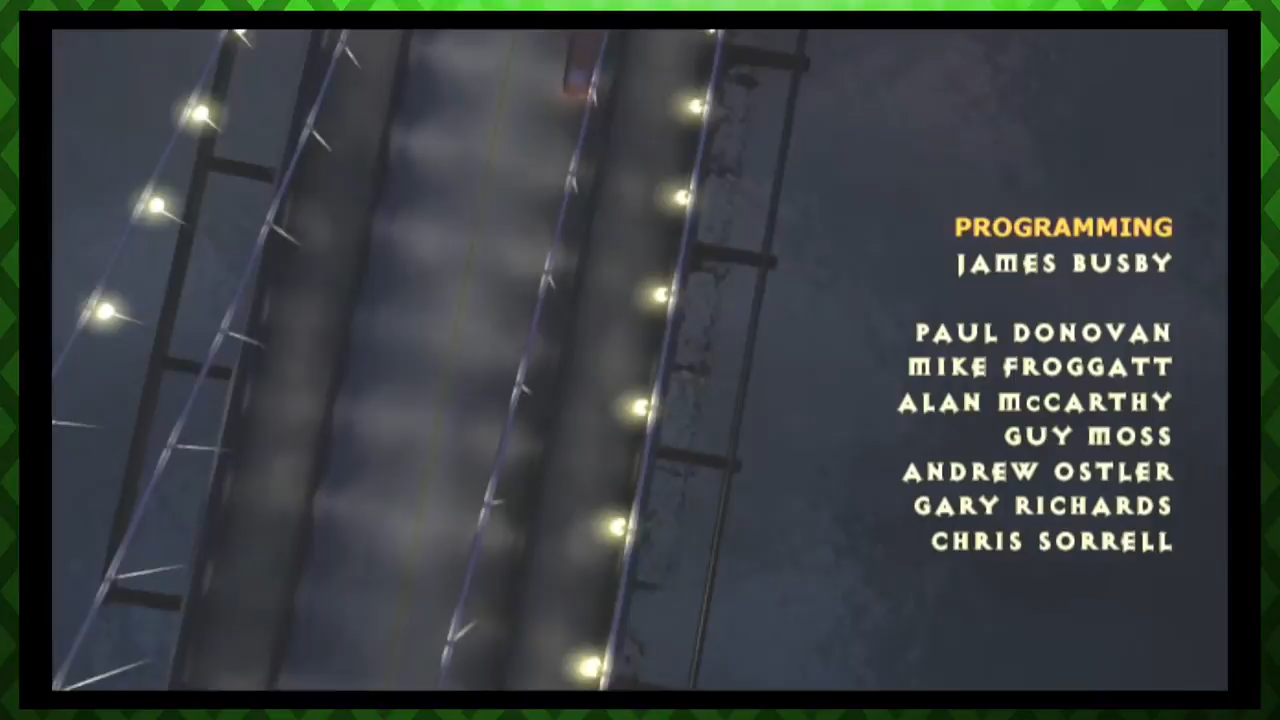 PROGRAMMING
JAMES BUSBY
PAUL DONOVAN
MIKE FROGGATT
ALAN McCARTHY
GUY MOSS
ANDREW OSTLER
GARY RICHARDS
CHRIS SORRELL